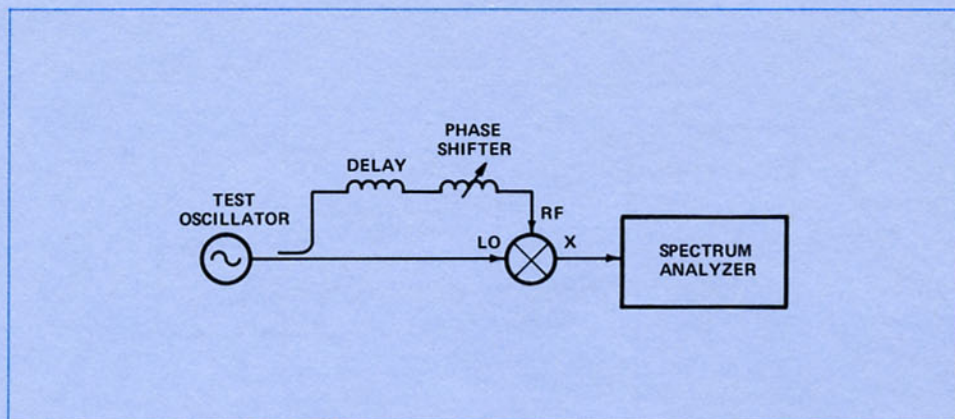 PHASE
SHIFTER
DELAY
TEST
OSCILLATOR
RF
LO
X
SPECTRUM
ANALYZER